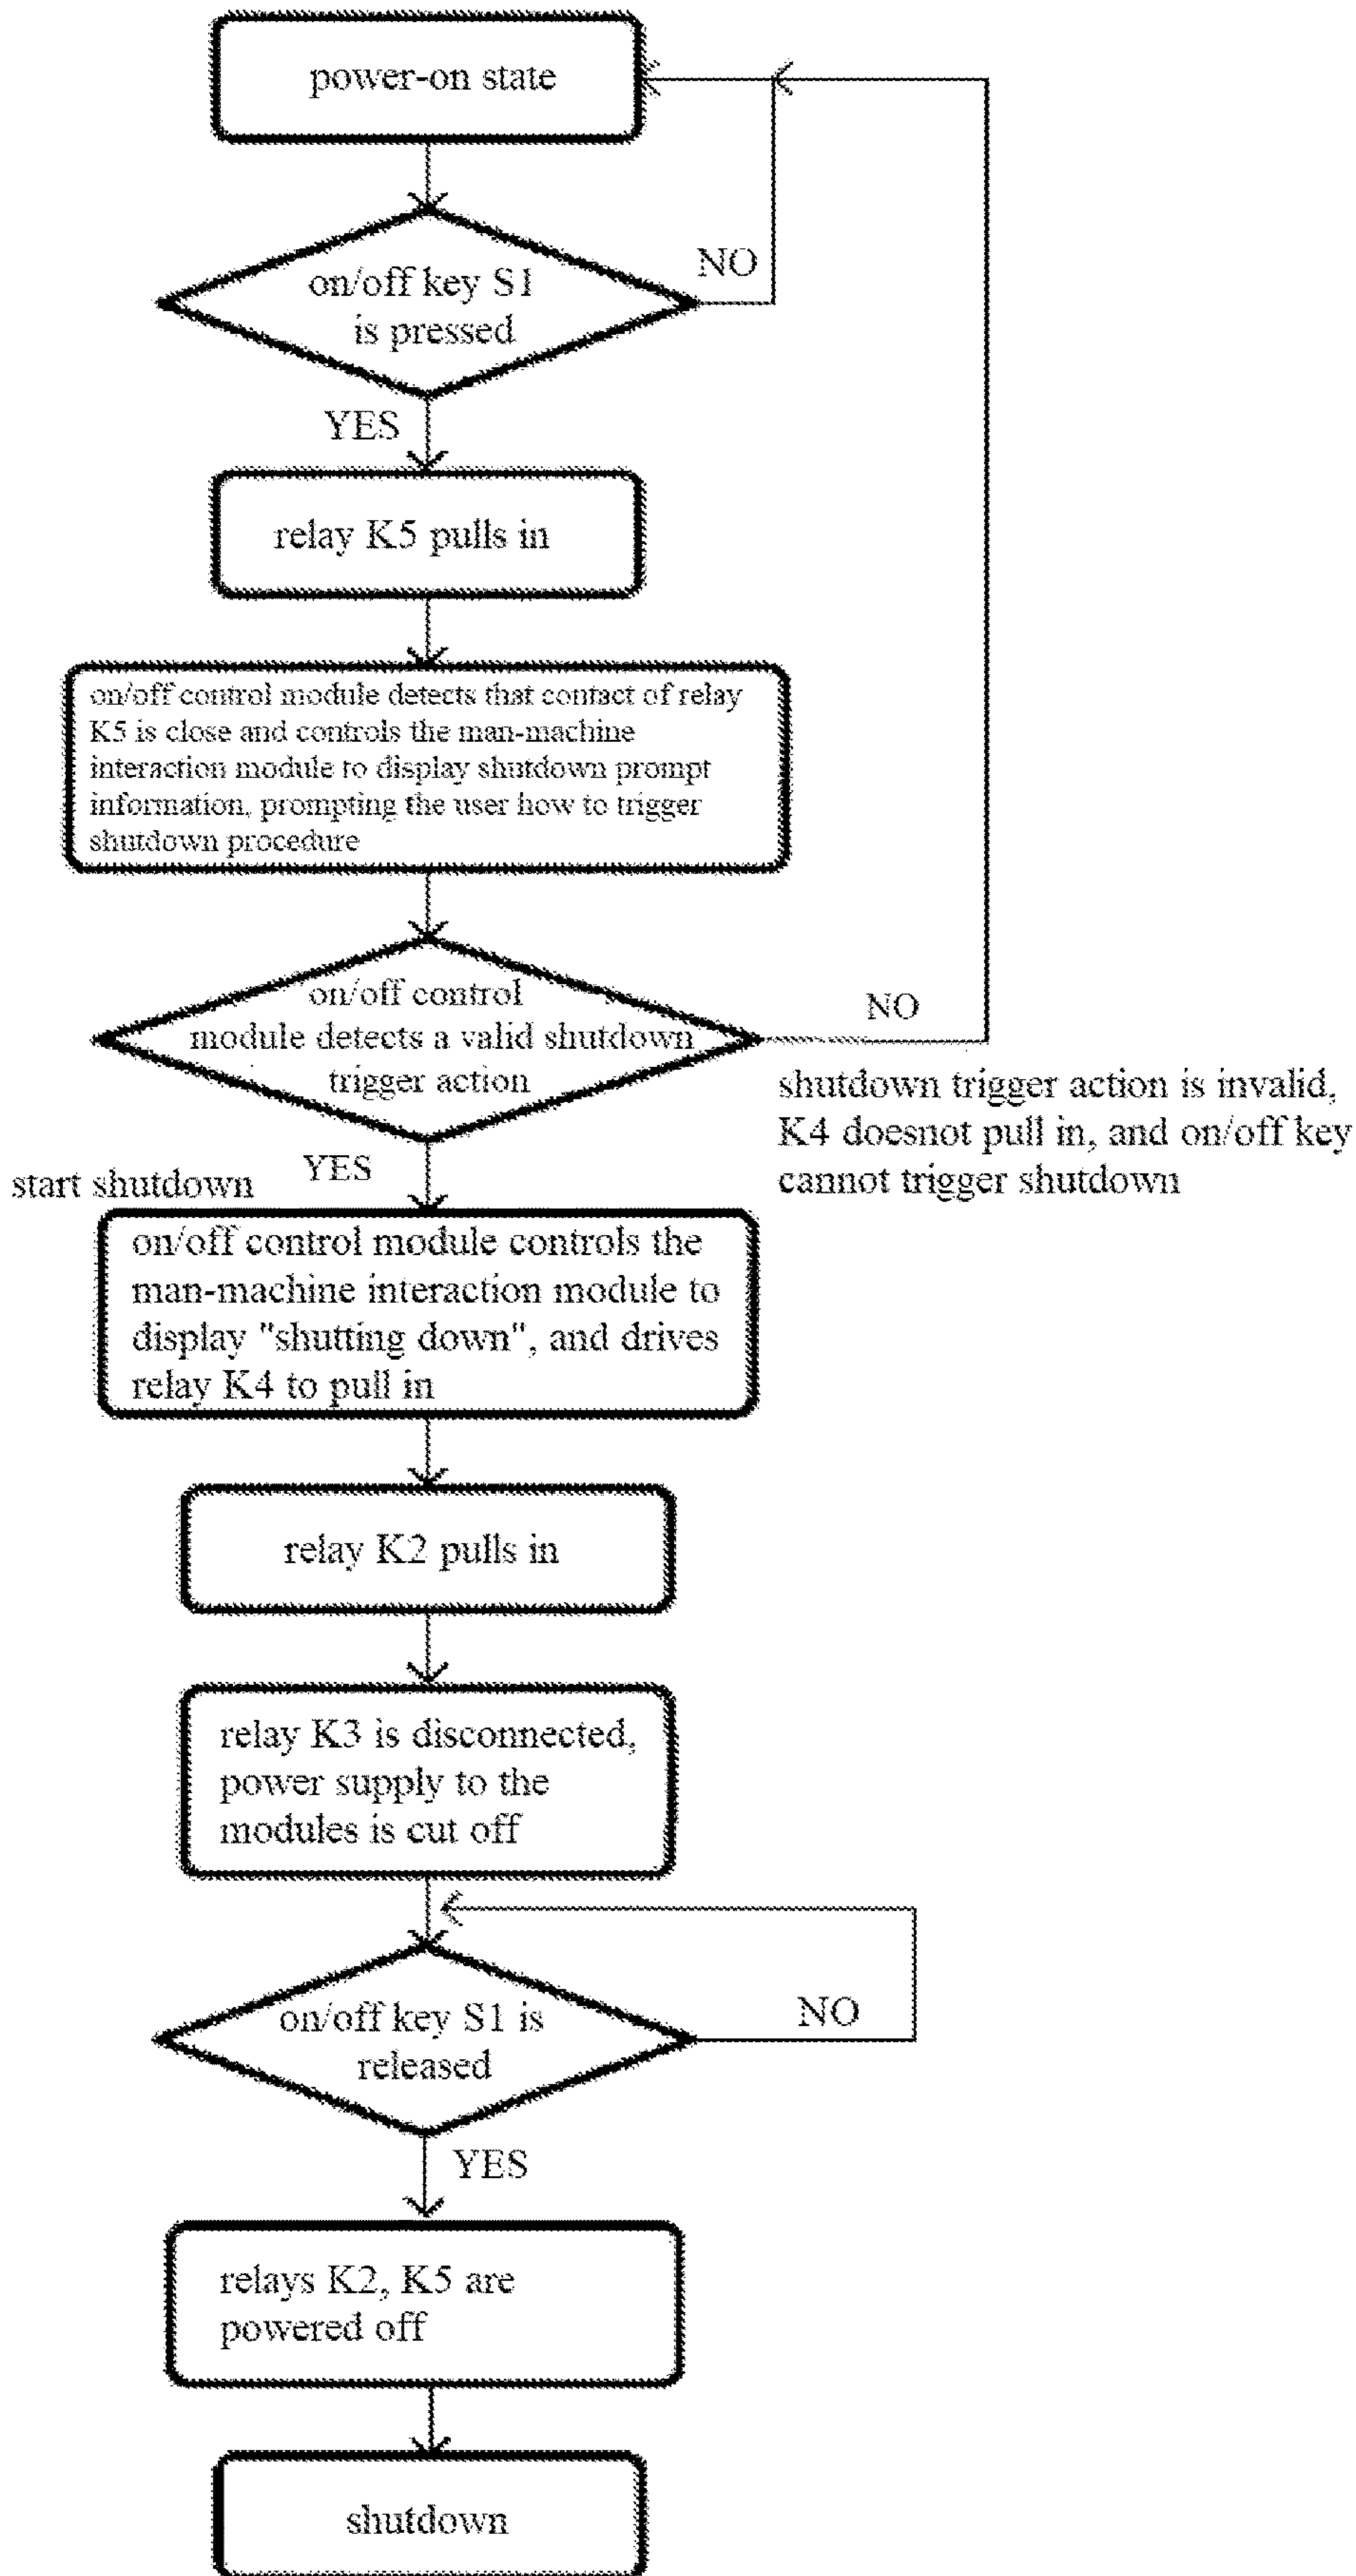 power-on state
on/off key S1
is pressed
NO
YES
relay K5 pulls in
on/off control module detects that contact of relay
K5 is close and controls the man-machine
interaction module to display shutdown prompt
information, prompting the user how to trigger
shutdown procedure
on/off control
module detects a valid shutdown
trigger action
NO
shutdown trigger action is invalid,
K4 doesnot pull in, and on/off key
cannot trigger shutdown
YES
start shutdown
on/off control module controls the
man-machine interaction module to
display "shutting down", and drives
relay K4 to pull in
relay K2 pulls in
relay K3 is disconnected,
power supply to the
modules is cut off
on/off key S1 is
released
NO
YES
relays K2, K5 are
powered off
shutdown